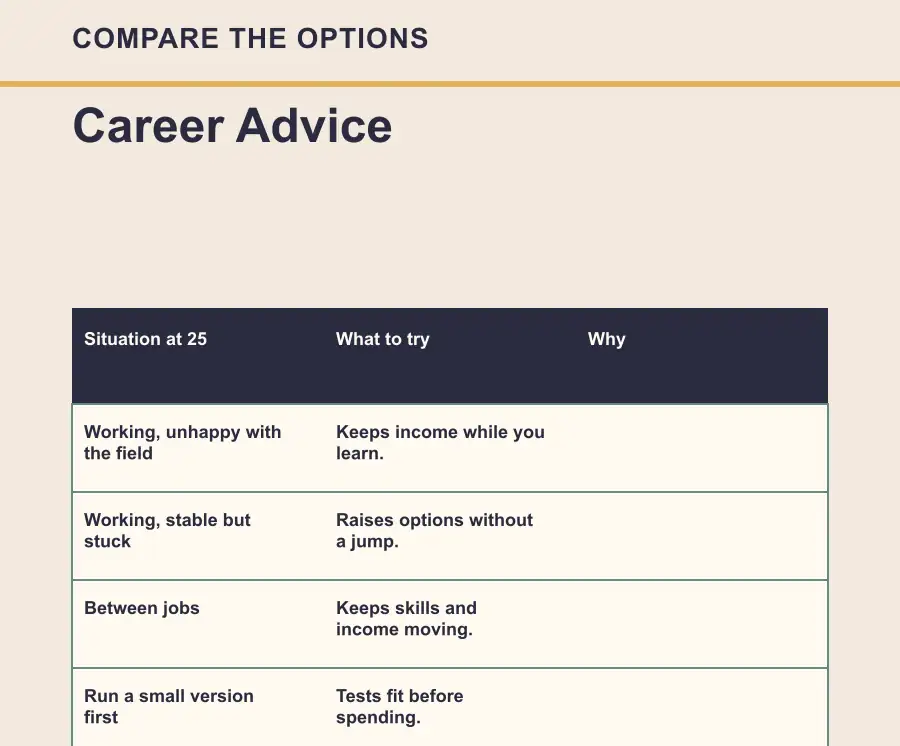 COMPARE THE OPTIONS
Career Advice
Situation at 25
What to try
Why
Working, unhappy with
the field
Keeps income while you
learn.
Working, stable but
stuck
Raises options without
a jump.
Between jobs
Keeps skills and
income moving.
Run a small version
first
Tests fit before
spending.